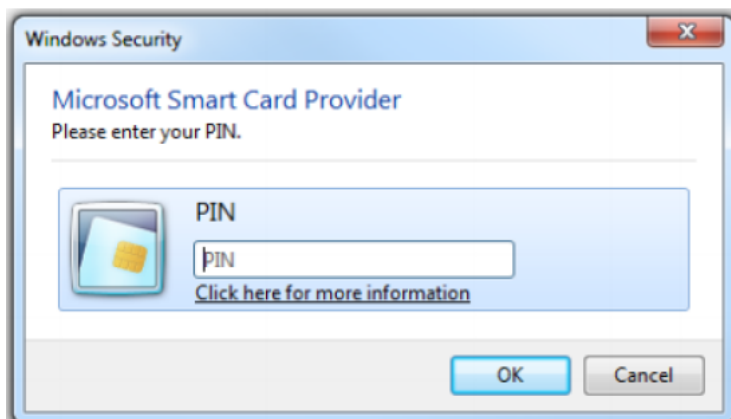 Windows Security
Microsoft Smart Card Provider
Please enter your PIN.
PIN
PIN
Click here for more information
OK
Cancel